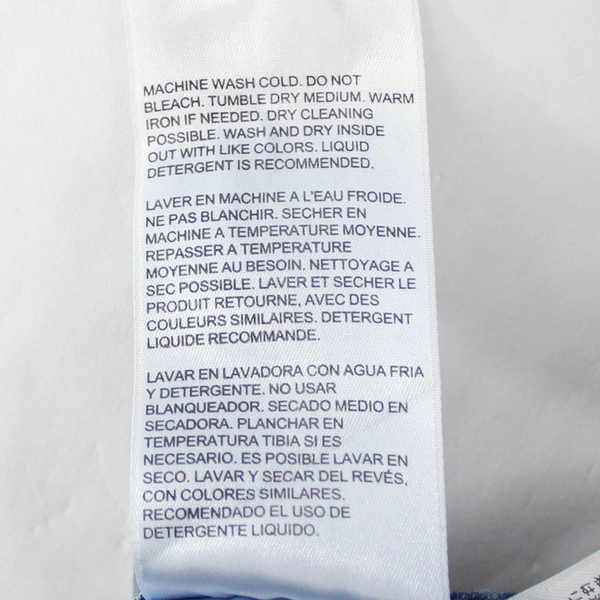 MACHINE WASH COLD. DO NOT
BLEACH. TUMBLE DRY MEDIUM. WARM
IRON IF NEEDED. DRY CLEANING
POSSIBLE. WASH AND DRY INSIDE
OUT WITH LIKE COLORS. LIQUID
DETERGENT IS RECOMMENDED.
LAVER EN MACHINE A L'EAU FROIDE.
NE PAS BLANCHIR. SECHER EN
MACHINE A TEMPERATURE MOYENNE.
REPASSER A TEMPERATURE
MOYENNE AU BESOIN. NETTOYAGE A
SEC POSSIBLE. LAVER ET SECHER LE
PRODUIT RETOURNE, AVEC DES
COULEURS SIMILAIRES. DETERGENT
LIQUIDE RECOMMANDE.
LAVAR EN LAVADORA CON AGUA FRIA
Y DETERGENTE. NO USAR
BLANQUEADOR. SECADO MEDIO EN
SECADORA. PLANCHAR EN
TEMPERATURA TIBIA SI ES
NECESARIO. ES POSIBLE LAVAR EN
SECO. LAVAR Y SECAR DEL REVÉS,
CON COLORES SIMILARES.
RECOMENDADO EL USO DE
DETERGENTE LIQUIDO.